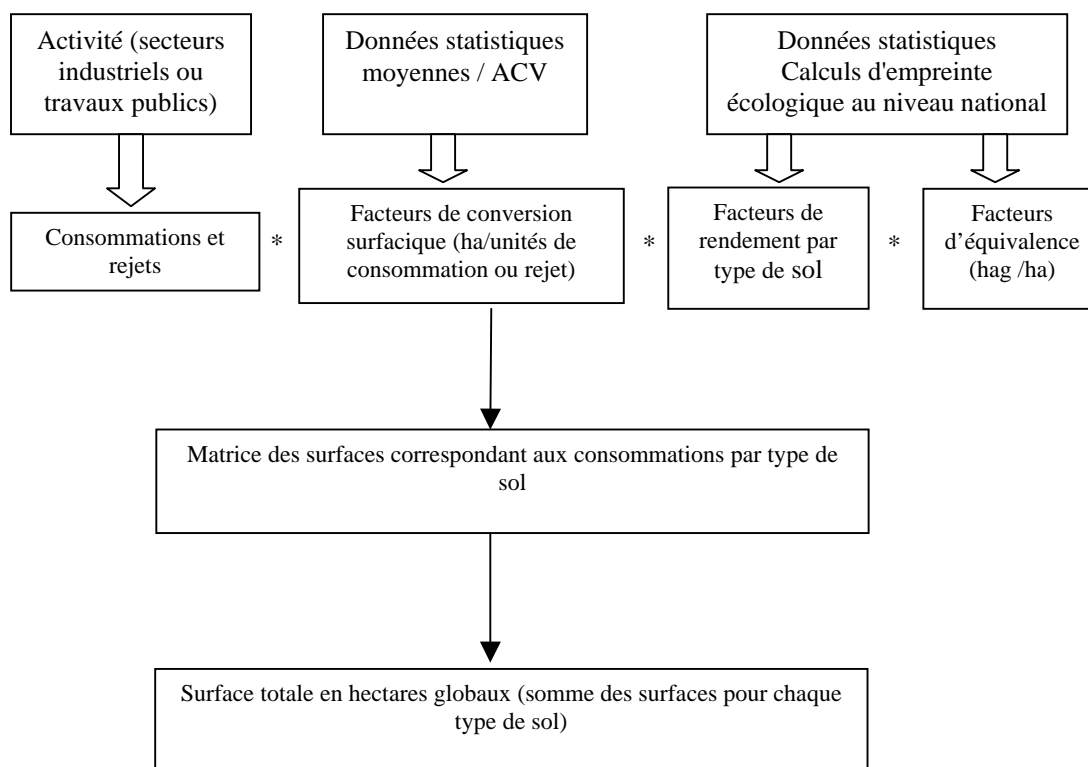 Activité (secteurs
industriels ou
travaux publics)
Données statistiques
moyennes / ACV
Données statistiques
Calculs d'empreinte
écologique au niveau national
Consommations et
rejets
*
Facteurs de conversion
surfacique (ha/unités de
consommation ou rejet)
*
Facteurs de
rendement par
type de sol
*
Facteurs
d’équivalence
(hag /ha)
Matrice des surfaces correspondant aux consommations par type de
sol
Surface totale en hectares globaux (somme des surfaces pour chaque
type de sol)